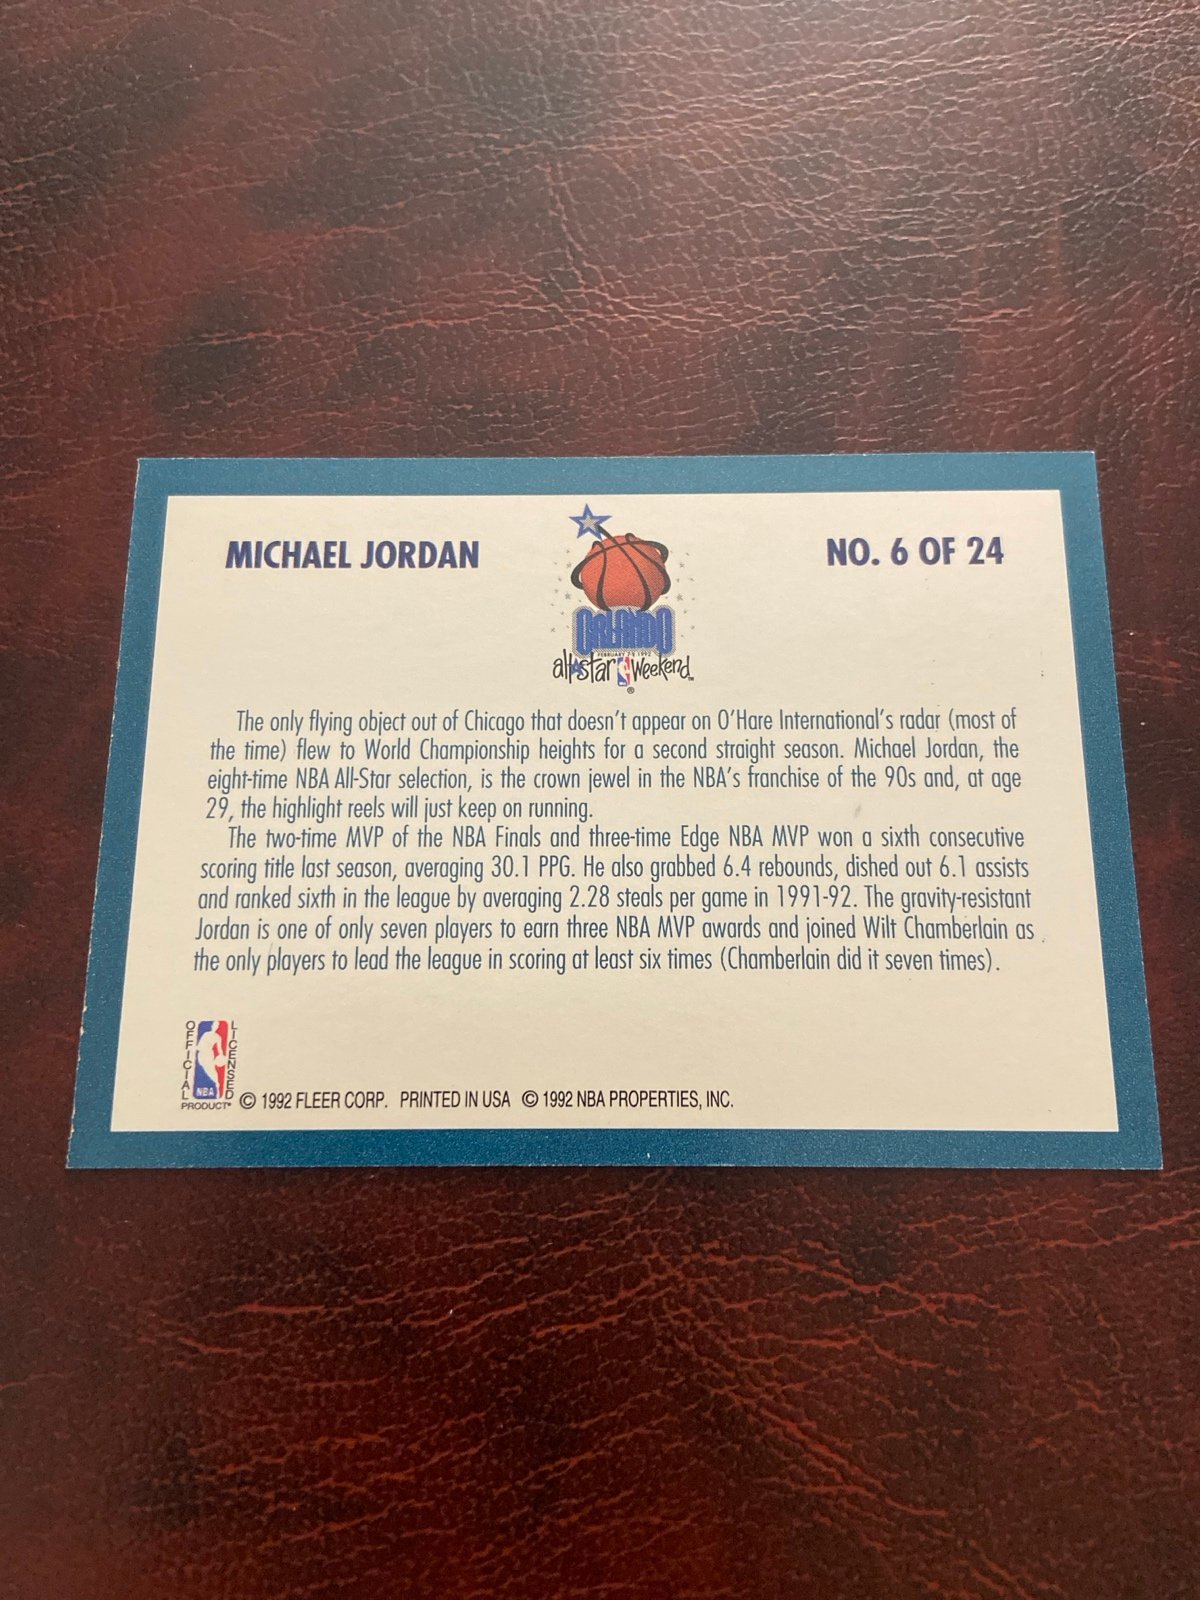 MICHAEL JORDAN
NO. 6 OF 24
ORLANDO
FEBRUARY 7-9 1992
all-star weekend™
®
The only flying object out of Chicago that doesn't appear on O'Hare International's radar (most of
the time) flew to World Championship heights for a second straight season. Michael Jordan, the
eight-time NBA All-Star selection, is the crown jewel in the NBA's franchise of the 90s and, at age
29, the highlight reels will just keep on running.
The two-time MVP of the NBA Finals and three-time Edge NBA MVP won a sixth consecutive
scoring title last season, averaging 30.1 PPG. He also grabbed 6.4 rebounds, dished out 6.1 assists
and ranked sixth in the league by averaging 2.28 steals per game in 1991-92. The gravity-resistant
Jordan is one of only seven players to earn three NBA MVP awards and joined Wilt Chamberlain as
the only players to lead the league in scoring at least six times (Chamberlain did it seven times).
OFFICIAL
LICENSED
NBA
PRODUCT®
© 1992 FLEER CORP. PRINTED IN USA © 1992 NBA PROPERTIES, INC.